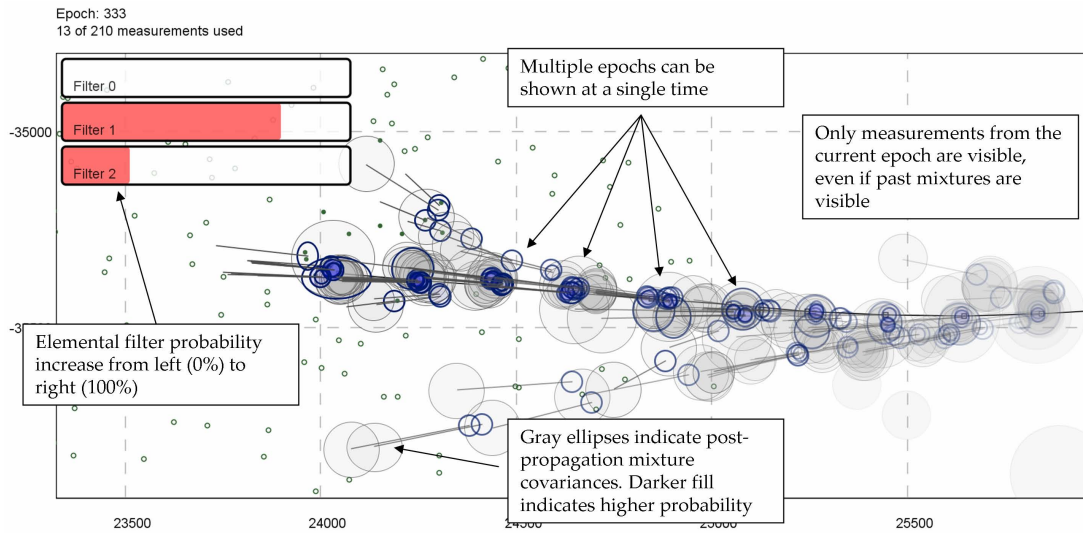 Epoch: 333
13 of 210 measurements used
Filter 0
Filter 1
Filter 2
-35000
Multiple epochs can be
shown at a single time
Only measurements from the
current epoch are visible,
even if past mixtures are
visible
Elemental filter probability
increase from left (0%) to
right (100%)
Gray ellipses indicate post-
propagation mixture
covariances. Darker fill
indicates higher probability
23500
24000
25500